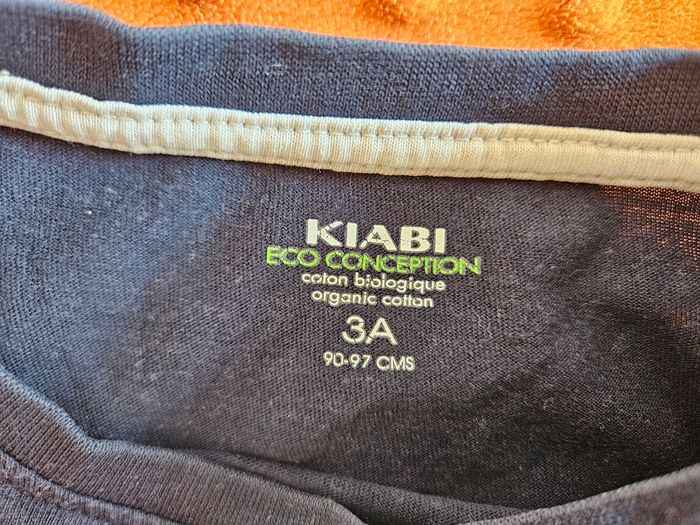 KIABI
ECO CONCEPTION
coton biologique
organic cotton
3A
90-97 CMS